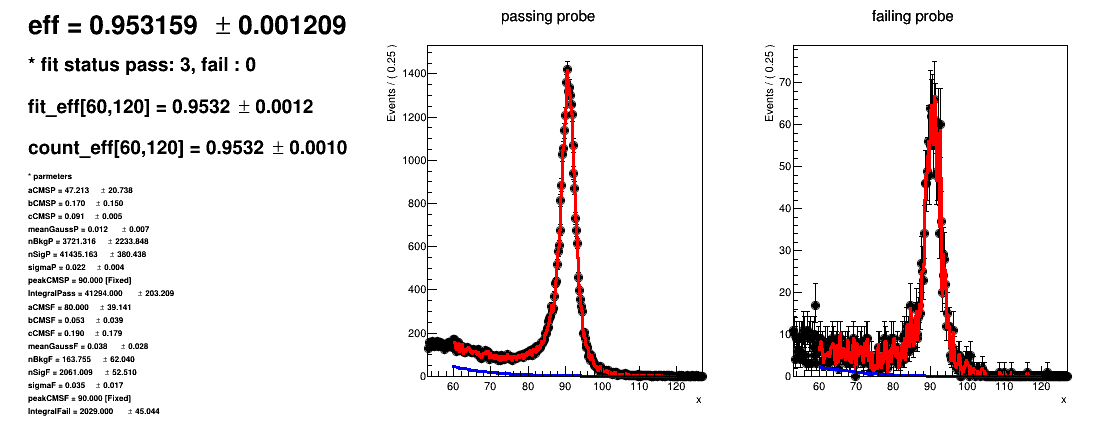 eff = 0.953159 ± 0.001209
* fit status pass: 3, fail : 0
fit_eff[60,120] = 0.9532 ± 0.0012
count_eff[60,120] = 0.9532 ± 0.0010
* parmeters
aCMSP = 47.213 ± 20.738
bCMSP = 0.170 ± 0.150
cCMSP = 0.091 ± 0.005
meanGaussP = 0.012 ± 0.007
nBkgP = 3721.316 ± 2233.848
nSigP = 41435.163 ± 380.438
sigmaP = 0.022 ± 0.004
peakCMSP = 90.000 [Fixed]
IntegralPass = 41294.000 ± 203.209
aCMSF = 80.000 ± 39.141
bCMSF = 0.053 ± 0.039
cCMSF = 0.190 ± 0.179
meanGaussF = 0.038 ± 0.028
nBkgF = 163.755 ± 62.040
nSigF = 2061.009 ± 52.510
sigmaF = 0.035 ± 0.017
peakCMSF = 90.000 [Fixed]
IntegralFail = 2029.000 ± 45.044
passing probe
Events / ( 0.25 )
1400
1200
1000
800
600
400
200
0
60 70 80 90 100 110 120
x
failing probe
Events / ( 0.25 )
70
60
50
40
30
20
10
0
60 70 80 90 100 110 120
x